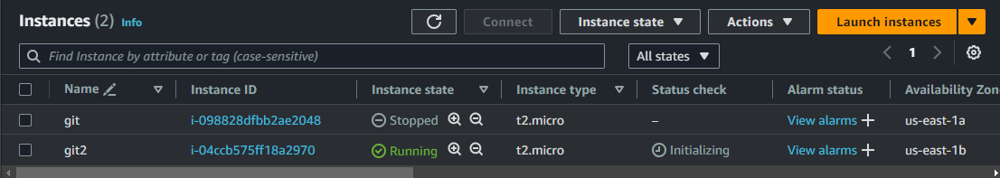 Instances (2) Info Connect Instance state Actions Launch instances
Find Instance by attribute or tag (case-sensitive) All states 1
Name Instance ID Instance state Instance type Status check Alarm status Availability Zon
git i-098828dfbb2ae2048 Stopped t2.micro – View alarms + us-east-1a
git2 i-04ccb575ff18a2970 Running t2.micro Initializing View alarms + us-east-1b